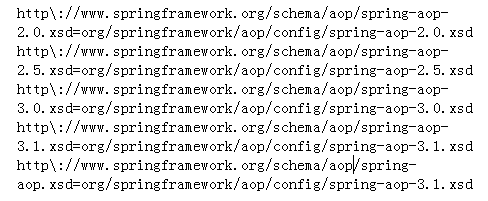 http\://www.springframework.org/schema/aop/spring-aop-
2.0.xsd=org/springframework/aop/config/spring-aop-2.0.xsd
http\://www.springframework.org/schema/aop/spring-aop-
2.5.xsd=org/springframework/aop/config/spring-aop-2.5.xsd
http\://www.springframework.org/schema/aop/spring-aop-
3.0.xsd=org/springframework/aop/config/spring-aop-3.0.xsd
http\://www.springframework.org/schema/aop/spring-aop-
3.1.xsd=org/springframework/aop/config/spring-aop-3.1.xsd
http\://www.springframework.org/schema/aop/spring-
aop.xsd=org/springframework/aop/config/spring-aop-3.1.xsd